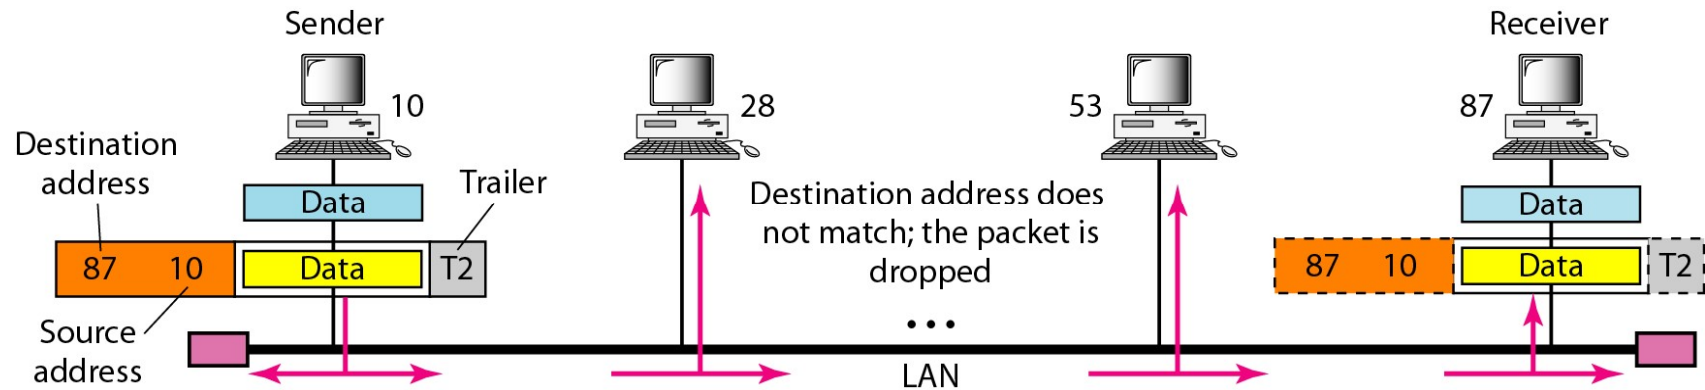 Sender
Receiver
10
28
53
87
Destination
address
Trailer
Data
Destination address does
not match; the packet is
dropped
Data
87 10
Data
T2
87 10
Data
T2
Source
address
...
LAN